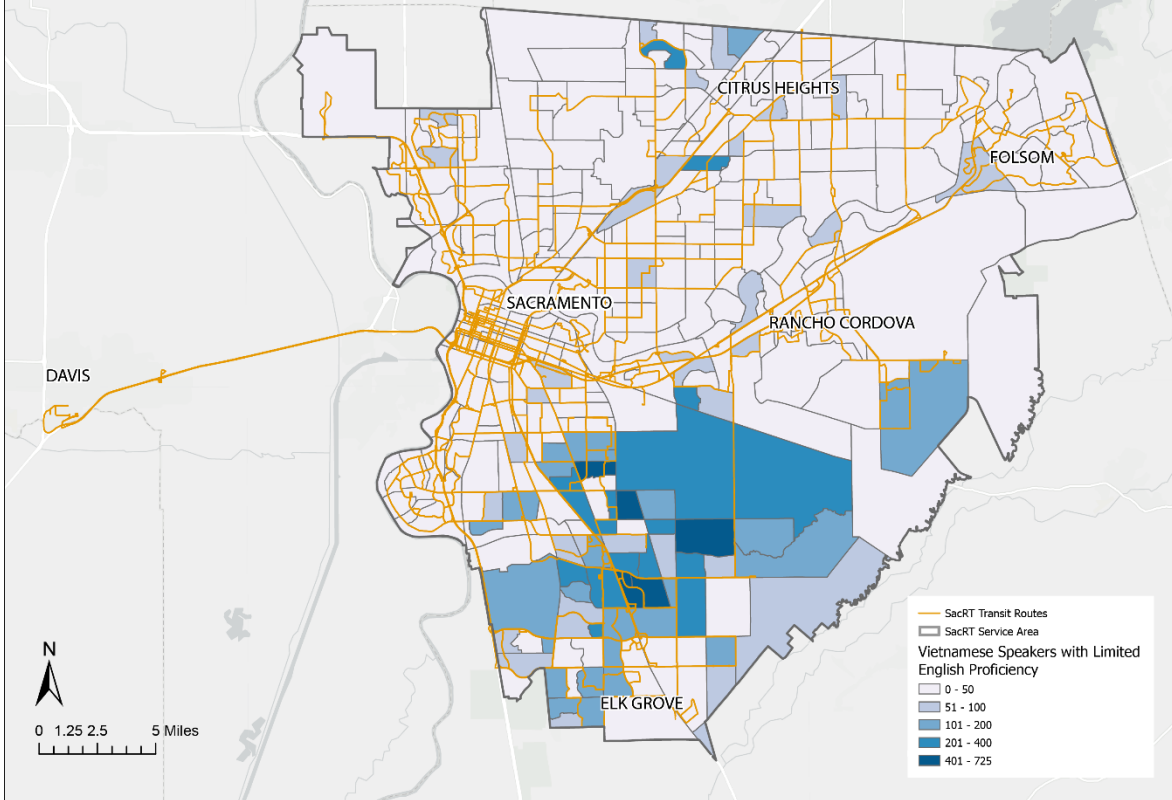 CITRUS HEIGHTS
FOLSOM
SACRAMENTO
RANCHO CORDOVA
DAVIS
ELK GROVE
N
0 1.25 2.5 5 Miles
SacRT Transit Routes
SacRT Service Area
Vietnamese Speakers with Limited
English Proficiency
0 - 50
51 - 100
101 - 200
201 - 400
401 - 725